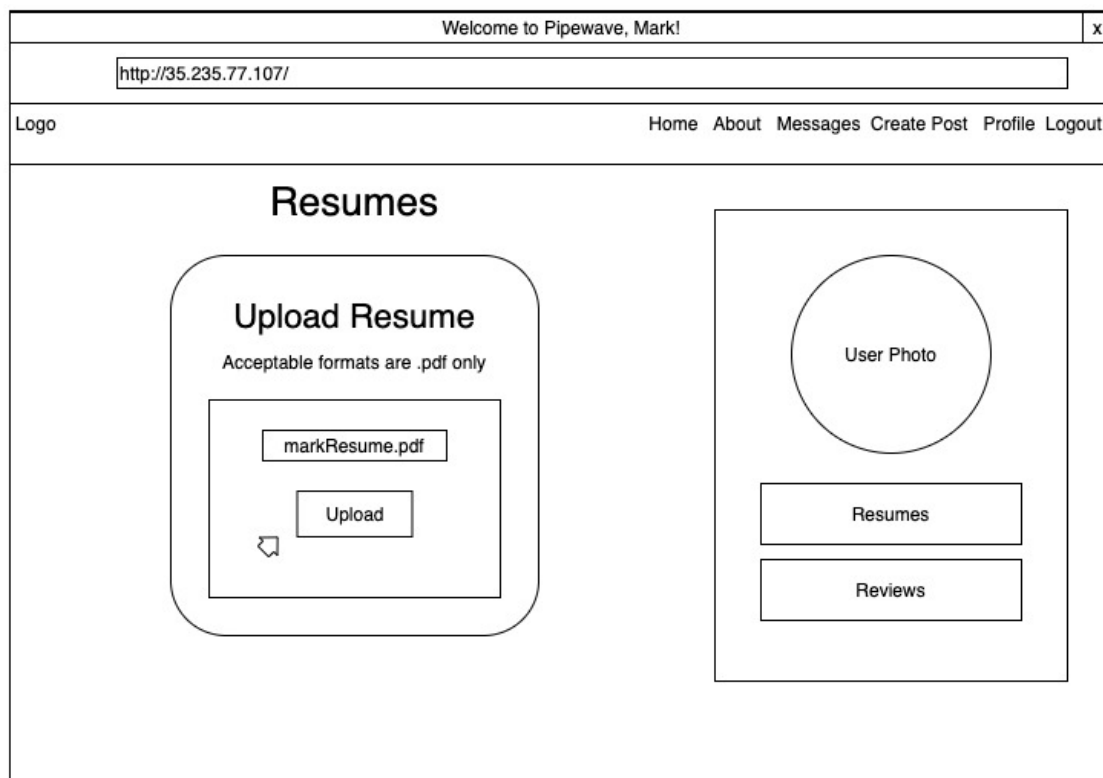 Welcome to Pipewave, Mark!
x
http://35.235.77.107/
Logo
Home About Messages Create Post Profile Logout
Resumes
Upload Resume
Acceptable formats are .pdf only
markResume.pdf
Upload
User Photo
Resumes
Reviews